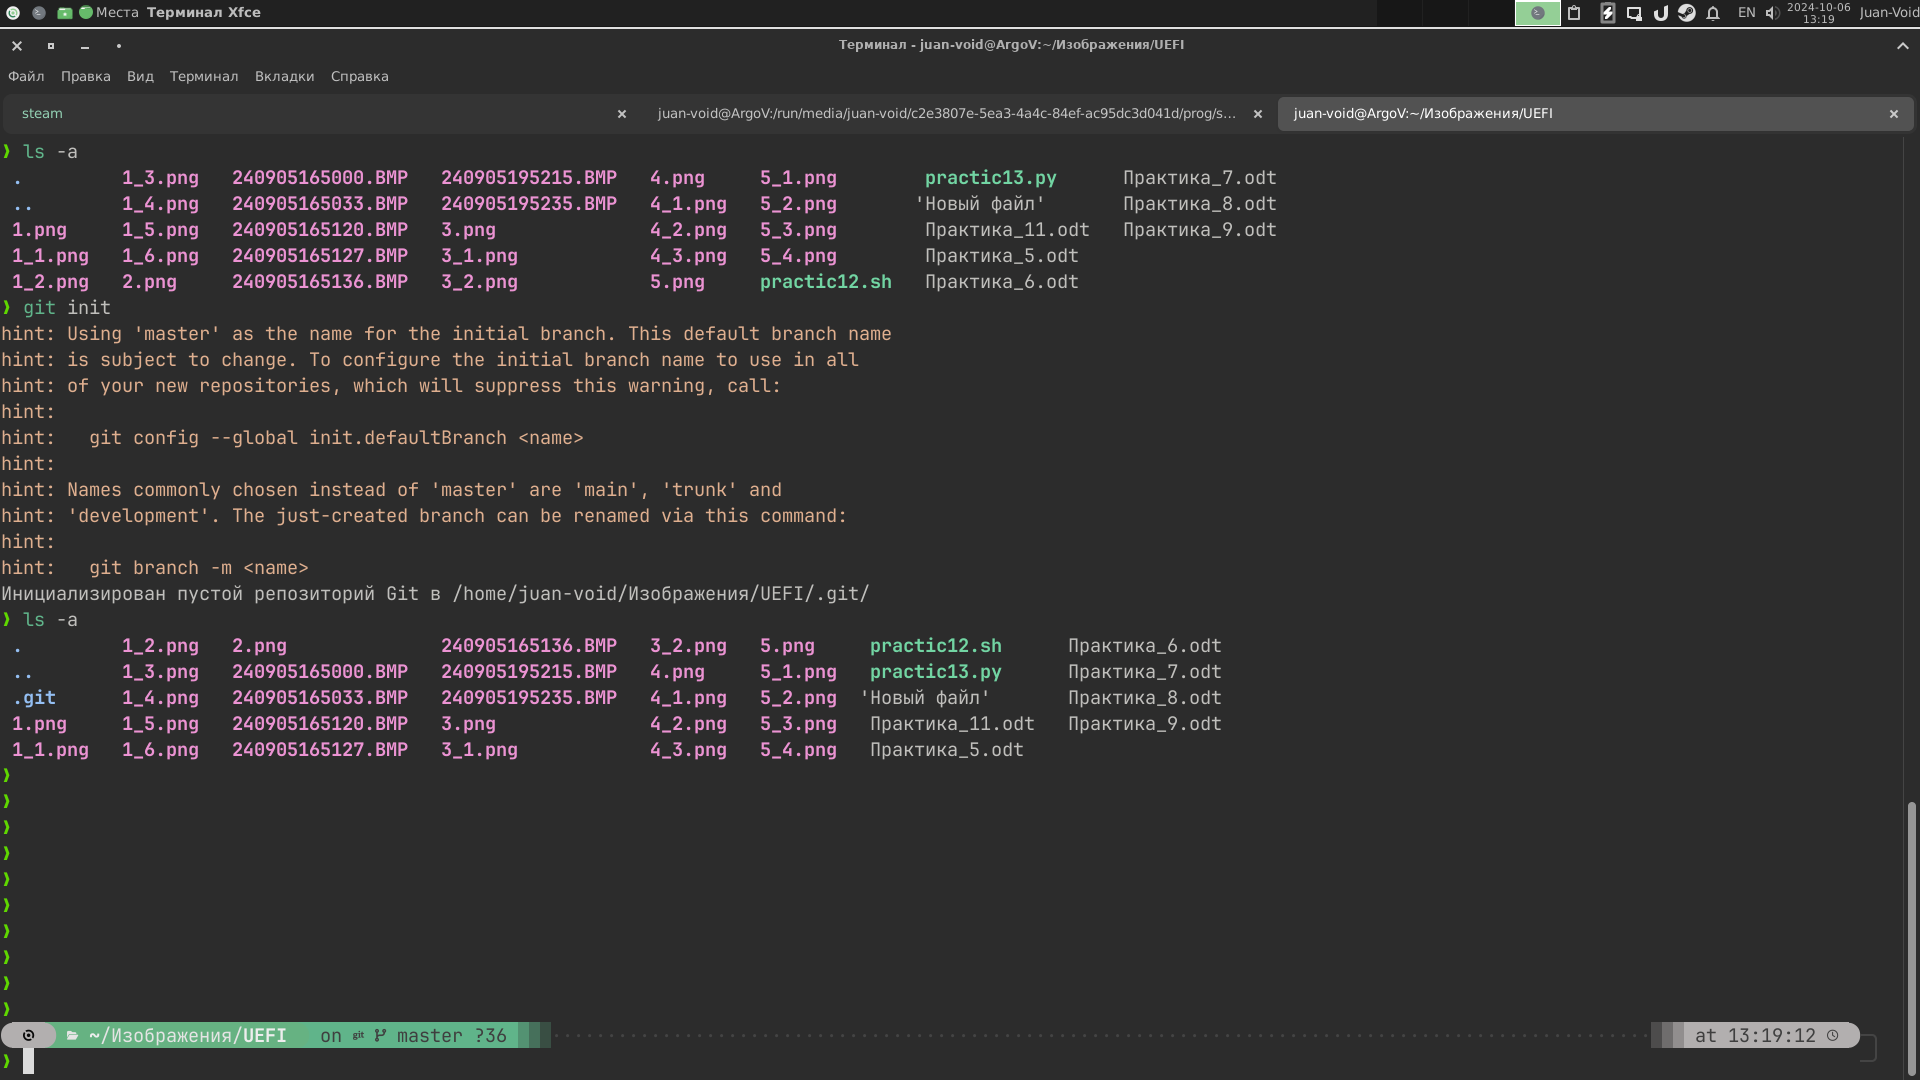 Места Терминал Xfce EN 2024-10-06 13:19 Juan-Void
Терминал - juan-void@ArgoV:~/Изображения/UEFI
Файл Правка Вид Терминал Вкладки Справка
steam juan-void@ArgoV:/run/media/juan-void/c2e3807e-5ea3-4a4c-84ef-ac95dc3d041d/prog/s... juan-void@ArgoV:~/Изображения/UEFI
❯ ls -a
. 1_3.png 240905165000.BMP 240905195215.BMP 4.png 5_1.png practic13.py Практика_7.odt
.. 1_4.png 240905165033.BMP 240905195235.BMP 4_1.png 5_2.png 'Новый файл' Практика_8.odt
1.png 1_5.png 240905165120.BMP 3.png 4_2.png 5_3.png Практика_11.odt Практика_9.odt
1_1.png 1_6.png 240905165127.BMP 3_1.png 4_3.png 5_4.png Практика_5.odt
1_2.png 2.png 240905165136.BMP 3_2.png 5.png practic12.sh Практика_6.odt
❯ git init
hint: Using 'master' as the name for the initial branch. This default branch name
hint: is subject to change. To configure the initial branch name to use in all
hint: of your new repositories, which will suppress this warning, call:
hint:
hint:   git config --global init.defaultBranch <name>
hint:
hint: Names commonly chosen instead of 'master' are 'main', 'trunk' and
hint: 'development'. The just-created branch can be renamed via this command:
hint:
hint:   git branch -m <name>
Инициализирован пустой репозиторий Git в /home/juan-void/Изображения/UEFI/.git/
❯ ls -a
. 1_2.png 2.png 240905165136.BMP 3_2.png 5.png practic12.sh Практика_6.odt
.. 1_3.png 240905165000.BMP 240905195215.BMP 4.png 5_1.png practic13.py Практика_7.odt
.git 1_4.png 240905165033.BMP 240905195235.BMP 4_1.png 5_2.png 'Новый файл' Практика_8.odt
1.png 1_5.png 240905165120.BMP 3.png 4_2.png 5_3.png Практика_11.odt Практика_9.odt
1_1.png 1_6.png 240905165127.BMP 3_1.png 4_3.png 5_4.png Практика_5.odt
❯
❯
❯
❯
❯
❯
❯
❯
❯
❯
~/Изображения/UEFI on git master ?36 at 13:19:12
❯